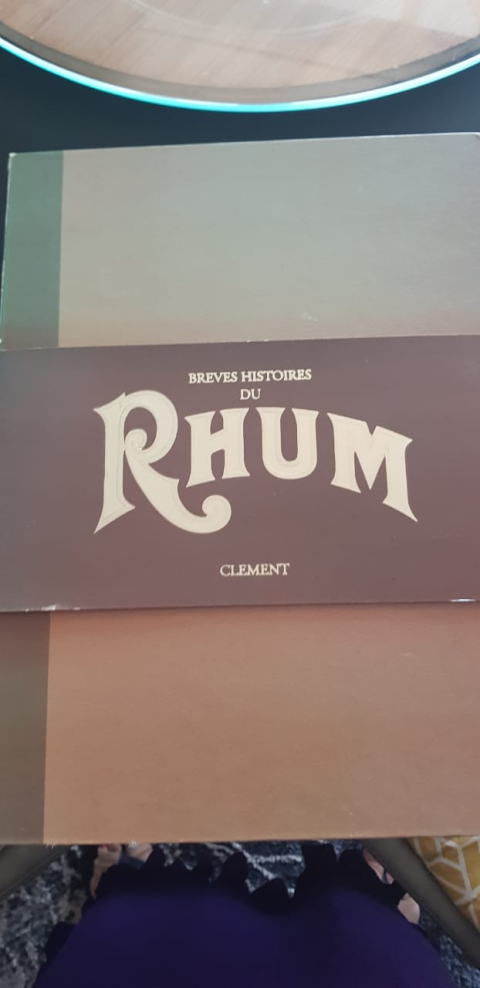 BREVES HISTOIRES
DU
RHUM
CLEMENT